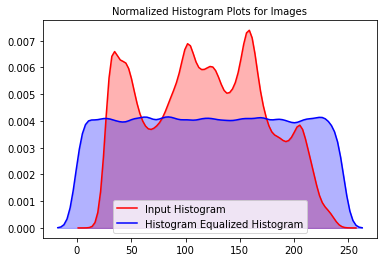 Normalized Histogram Plots for Images
0.007
0.006
0.005
0.004
0.003
0.002
0.001
0.000
Input Histogram
Histogram Equalized Histogram
0 50 100 150 200 250